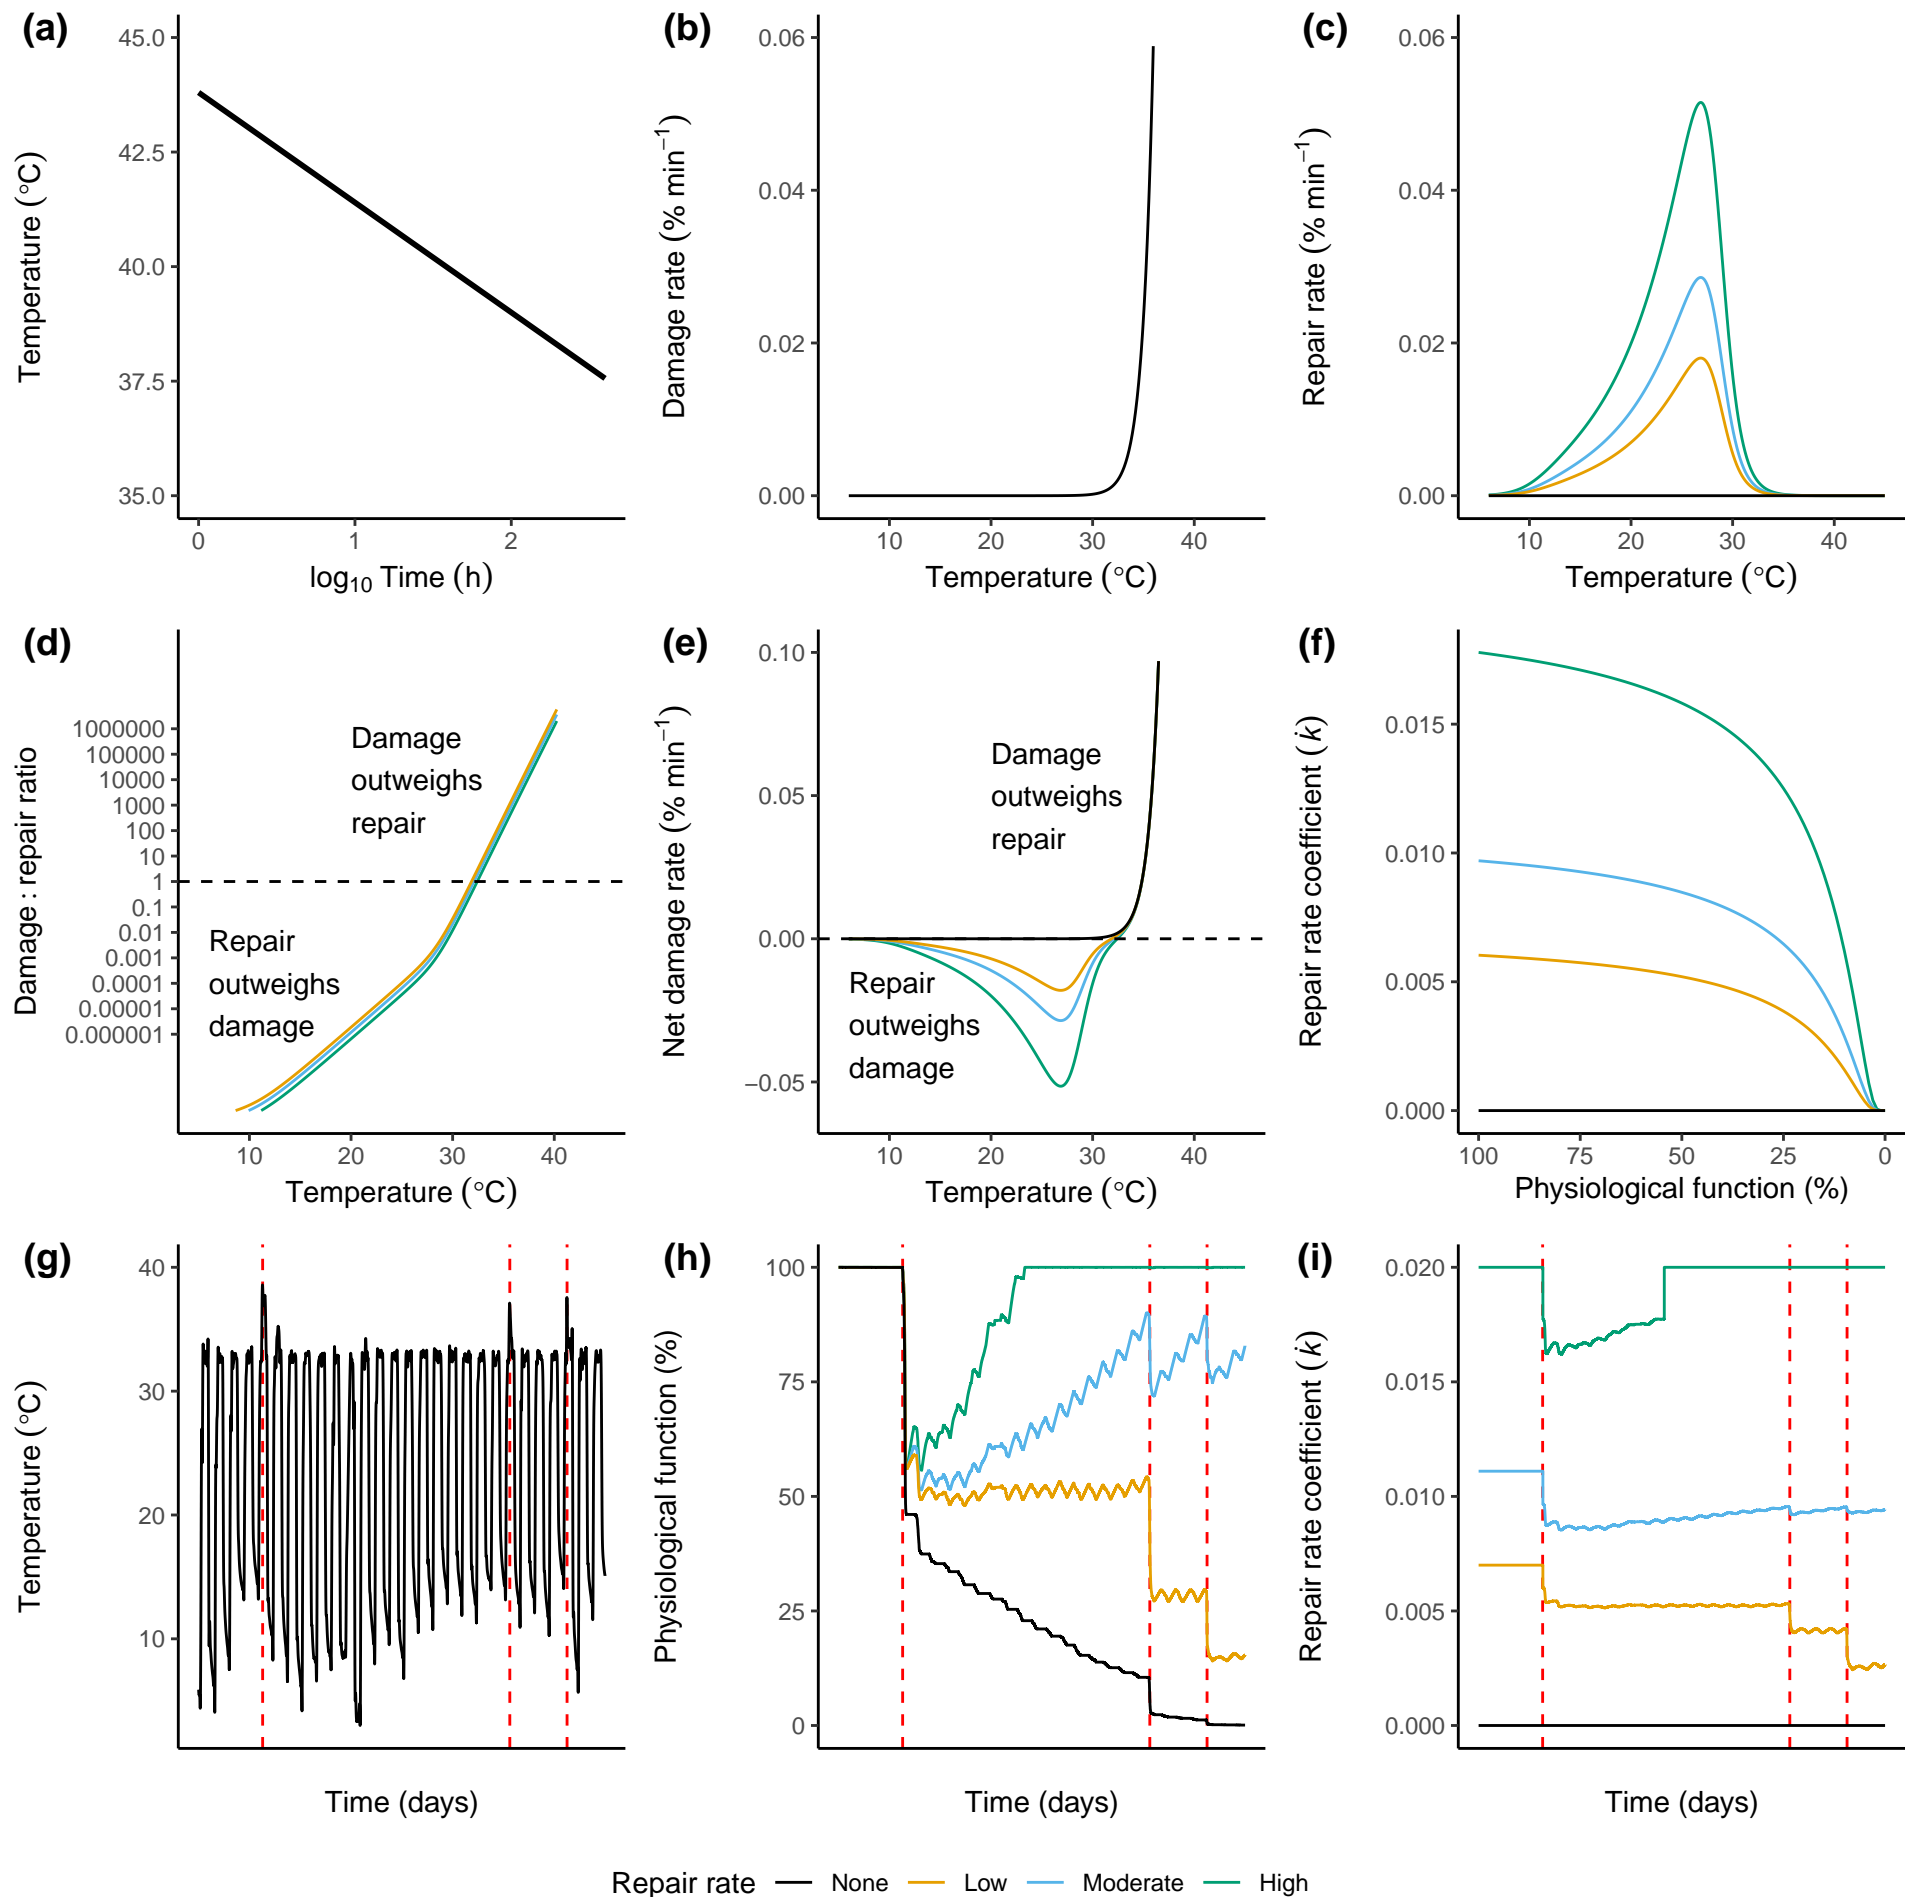 (a)
45.0
42.5
40.0
37.5
35.0
Temperature (°C)
0 1 2
log₁₀ Time (h)
(b)
0.06
0.04
0.02
0.00
Damage rate (% min⁻¹)
10 20 30 40
Temperature (°C)
(c)
0.06
0.04
0.02
0.00
Repair rate (% min⁻¹)
10 20 30 40
Temperature (°C)
(d)
1000000
100000
10000
1000
100
10
1
0.1
0.01
0.001
0.0001
0.00001
0.000001
Damage : repair ratio
Damage
outweighs
repair
Repair
outweighs
damage
10 20 30 40
Temperature (°C)
(e)
0.10
0.05
0.00
−0.05
Net damage rate (% min⁻¹)
Damage
outweighs
repair
Repair
outweighs
damage
10 20 30 40
Temperature (°C)
(f)
0.015
0.010
0.005
0.000
Repair rate coefficient (k̇)
100 75 50 25 0
Physiological function (%)
(g)
40
30
20
10
Temperature (°C)
Time (days)
(h)
100
75
50
25
0
Physiological function (%)
Time (days)
(i)
0.020
0.015
0.010
0.005
0.000
Repair rate coefficient (k̇)
Time (days)
Repair rate None Low Moderate High